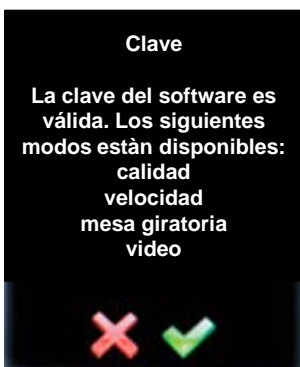 Clave
La clave del software es
válida. Los siguientes
modos estàn disponibles:
calidad
velocidad
mesa giratoria
video